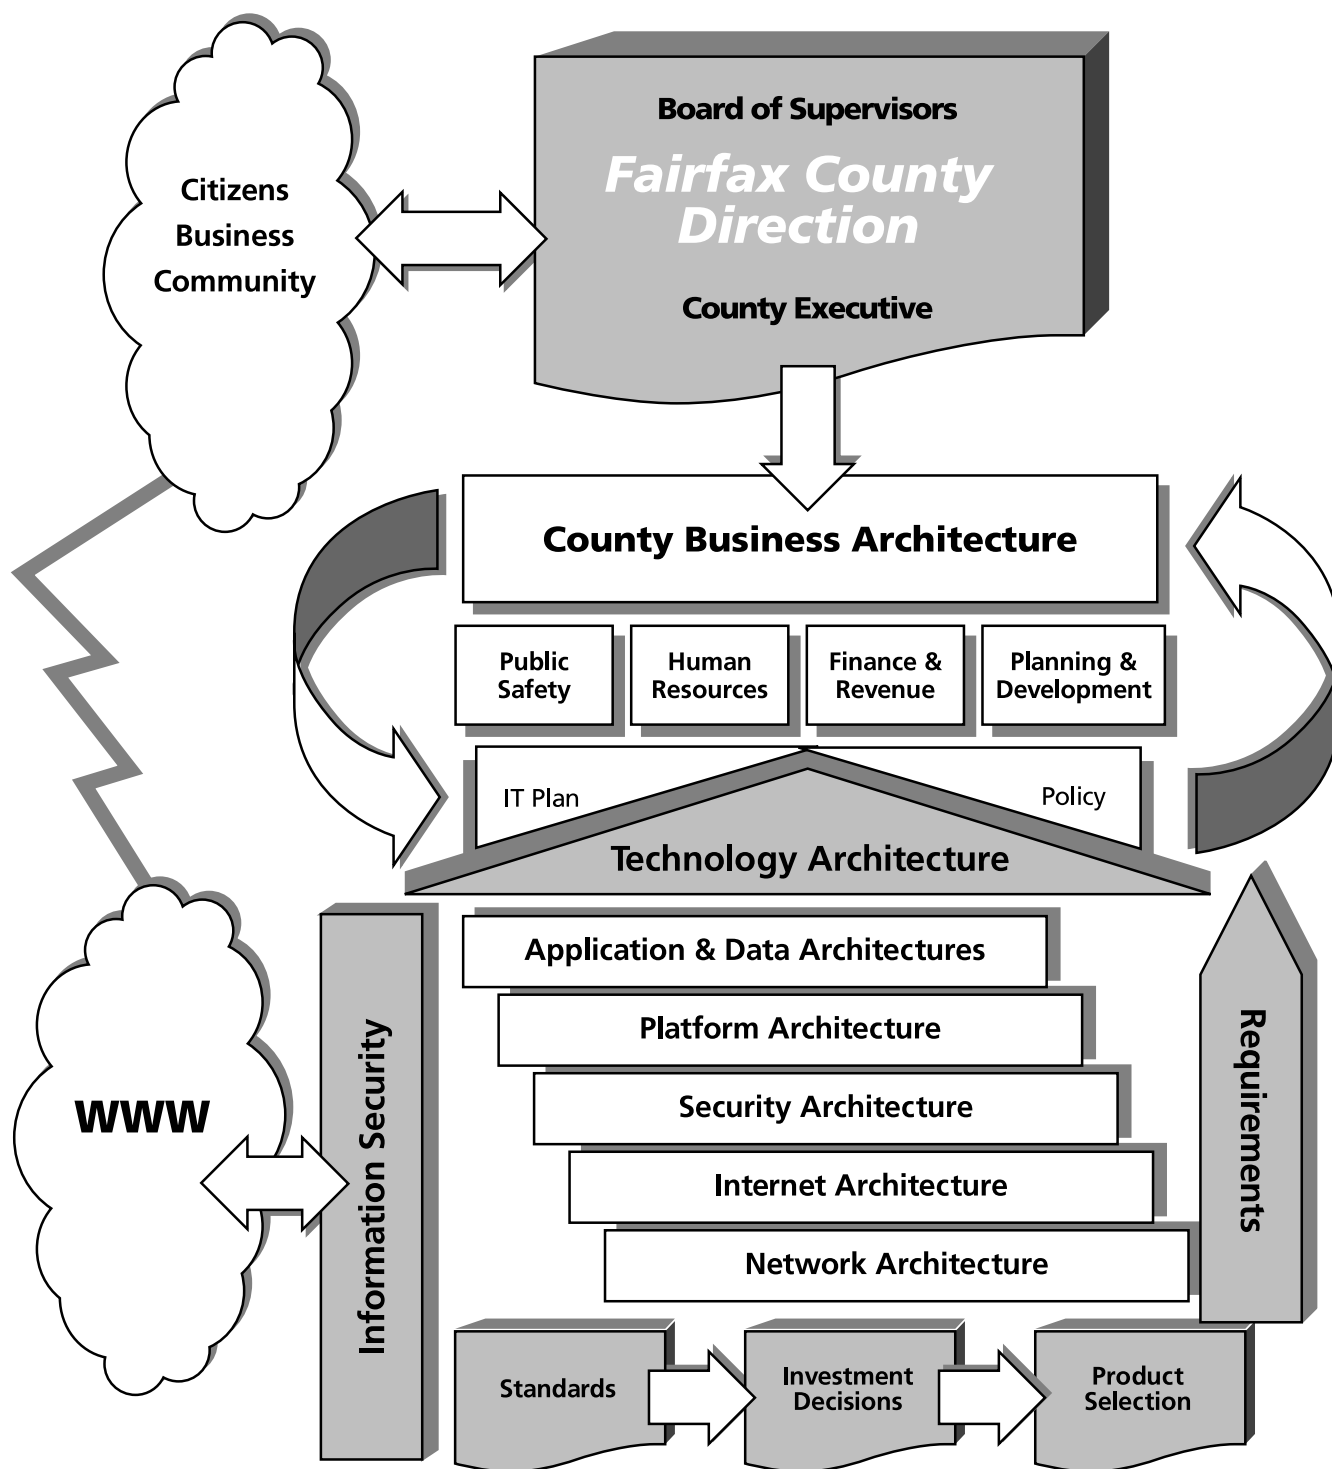 Board of Supervisors
Fairfax County
Direction
County Executive
Citizens
Business
Community
County Business Architecture
Public
Safety
Human
Resources
Finance &
Revenue
Planning &
Development
IT Plan
Policy
Technology Architecture
Application & Data Architectures
Platform Architecture
Security Architecture
Internet Architecture
Network Architecture
WWW
Information Security
Requirements
Standards
Investment
Decisions
Product
Selection